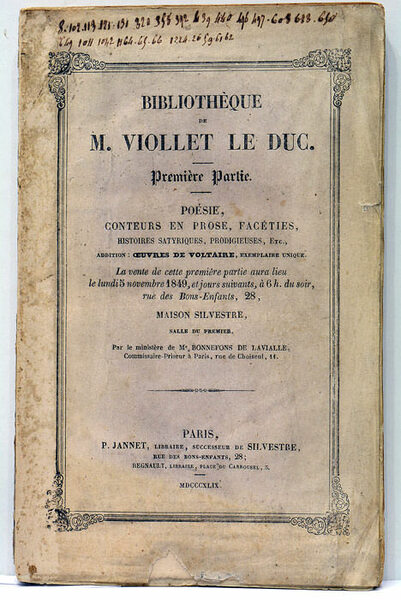 BIBLIOTHÈQUE
DE
M. VIOLLET LE DUC.
Première Partie.
POÉSIE,
CONTEURS EN PROSE, FACÉTIES,
HISTOIRES SATYRIQUES, PRODIGIEUSES, ETC.,
ADDITION : ŒUVRES DE VOLTAIRE, EXEMPLAIRE UNIQUE.
La vente de cette première partie aura lieu
le lundi 5 novembre 1849, et jours suivants, à 6 h. du soir,
rue des Bons-Enfants, 28,
MAISON SILVESTRE,
SALLE DU PREMIER.
Par le ministère de Me. BONNEFONS DE LAVIALLE,
Commissaire-Priseur à Paris, rue de Choiseul, 11.
PARIS,
P. JANNET, LIBRAIRE, SUCCESSEUR DE SILVESTRE,
RUE DES BONS-ENFANTS, 28;
REGNAULT, LIBRAIRE, PLACE DU CARROUSEL, 5.
MDCCCXLIX